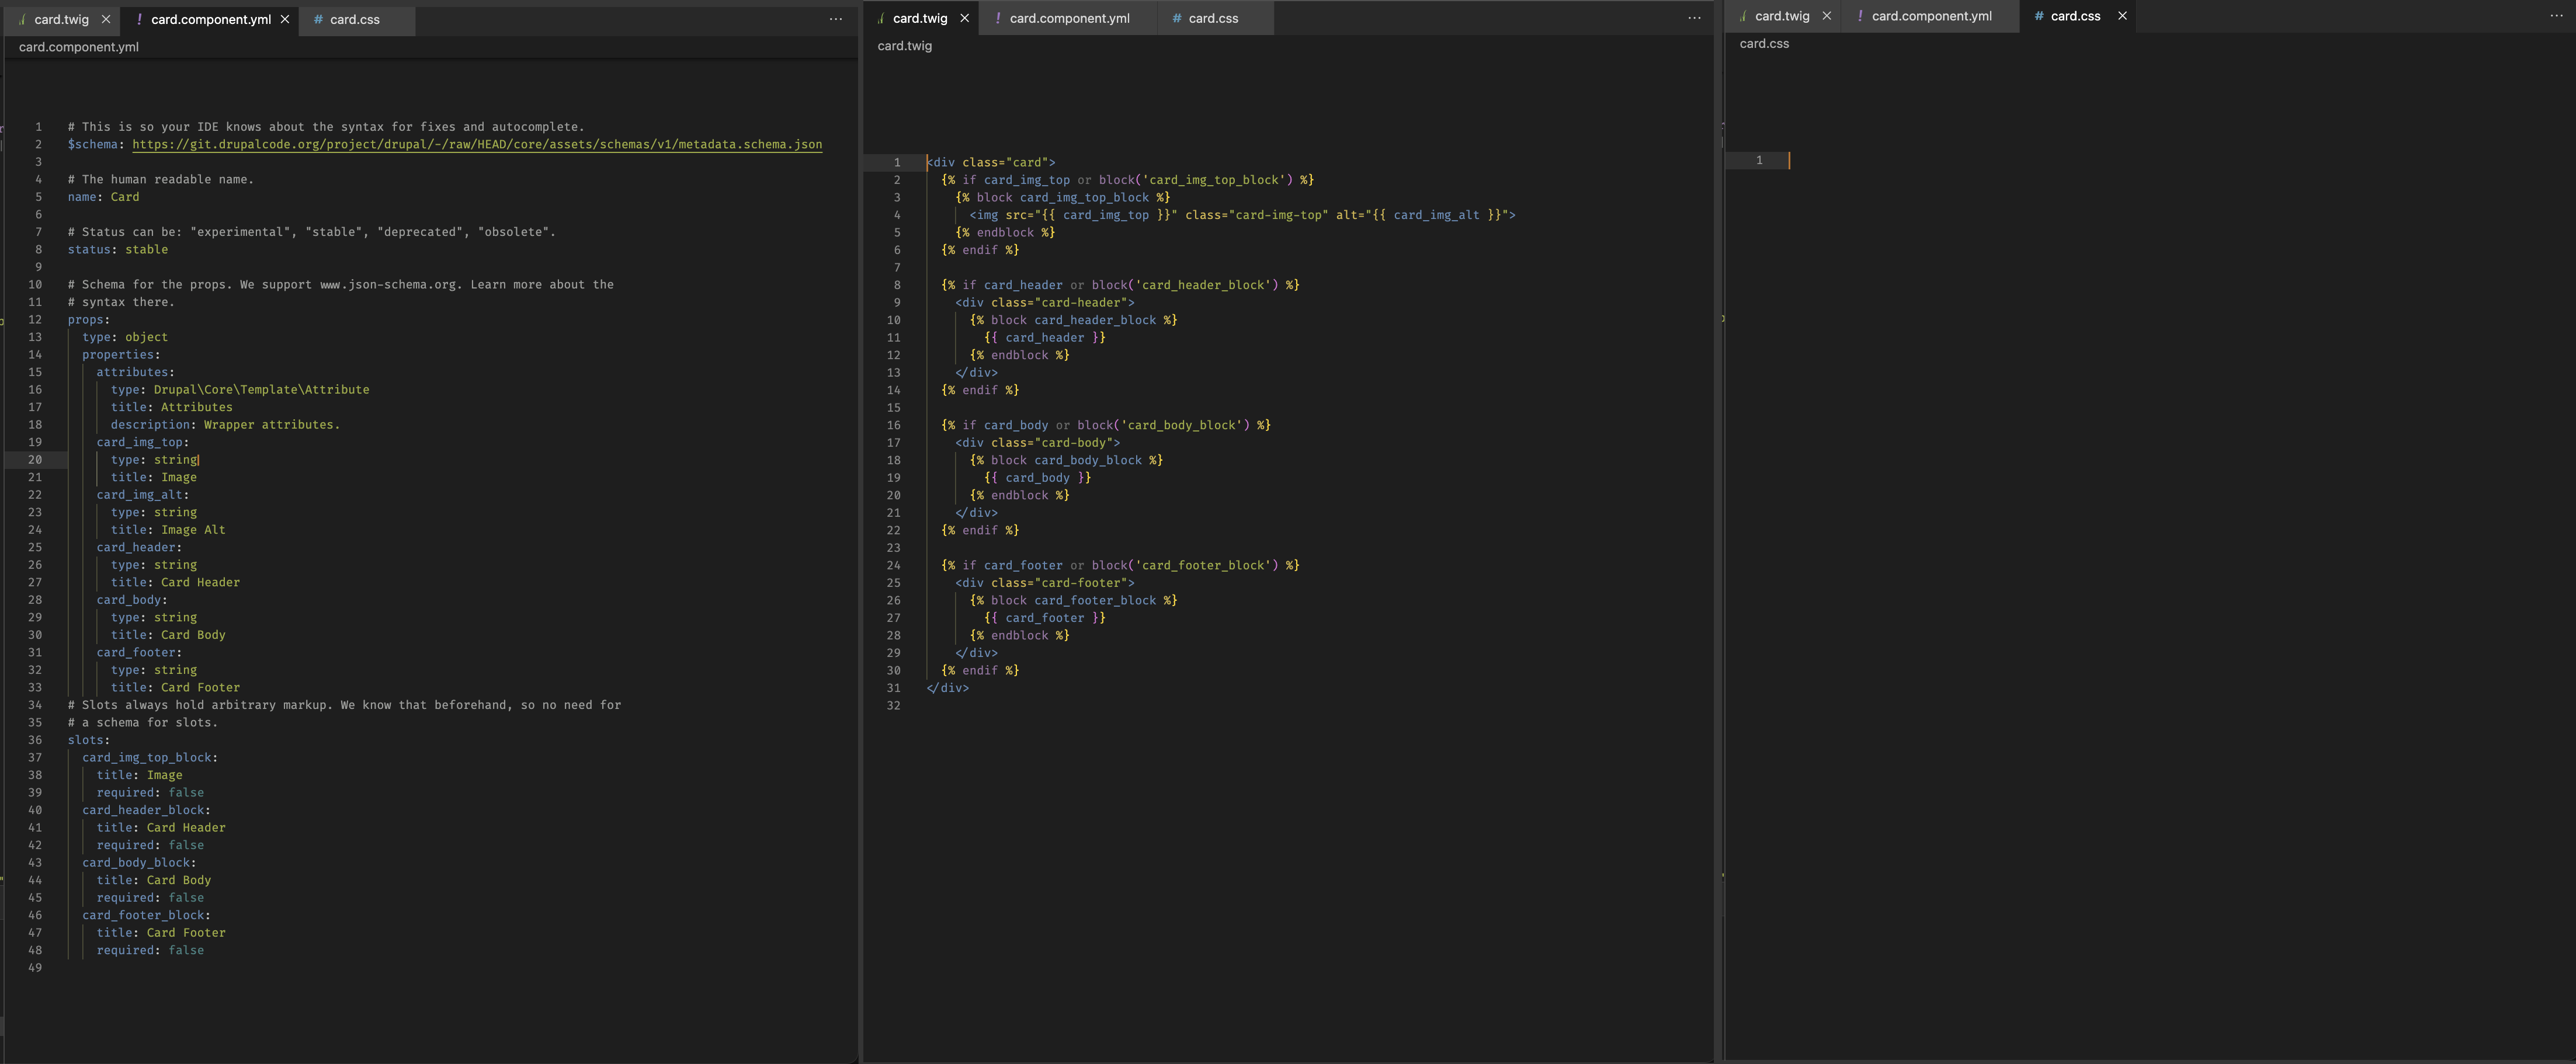 card.twig
card.component.yml
card.css
card.component.yml
1 # This is so your IDE knows about the syntax for fixes and autocomplete.
2 $schema: https://git.drupalcode.org/project/drupal/-/raw/HEAD/core/assets/schemas/v1/metadata.schema.json
3
4 # The human readable name.
5 name: Card
6
7 # Status can be: "experimental", "stable", "deprecated", "obsolete".
8 status: stable
9
10 # Schema for the props. We support www.json-schema.org. Learn more about the
11 # syntax there.
12 props:
13   type: object
14   properties:
15     attributes:
16       type: Drupal\Core\Template\Attribute
17       title: Attributes
18       description: Wrapper attributes.
19     card_img_top:
20       type: string
21       title: Image
22     card_img_alt:
23       type: string
24       title: Image Alt
25     card_header:
26       type: string
27       title: Card Header
28     card_body:
29       type: string
30       title: Card Body
31     card_footer:
32       type: string
33       title: Card Footer
34 # Slots always hold arbitrary markup. We know that beforehand, so no need for
35 # a schema for slots.
36 slots:
37   card_img_top_block:
38     title: Image
39     required: false
40   card_header_block:
41     title: Card Header
42     required: false
43   card_body_block:
44     title: Card Body
45     required: false
46   card_footer_block:
47     title: Card Footer
48     required: false
49
card.twig
card.component.yml
card.css
card.twig
1 <div class="card">
2   {% if card_img_top or block('card_img_top_block') %}
3     {% block card_img_top_block %}
4       <img src="{{ card_img_top }}" class="card-img-top" alt="{{ card_img_alt }}">
5     {% endblock %}
6   {% endif %}
7
8   {% if card_header or block('card_header_block') %}
9     <div class="card-header">
10       {% block card_header_block %}
11         {{ card_header }}
12       {% endblock %}
13     </div>
14   {% endif %}
15
16   {% if card_body or block('card_body_block') %}
17     <div class="card-body">
18       {% block card_body_block %}
19         {{ card_body }}
20       {% endblock %}
21     </div>
22   {% endif %}
23
24   {% if card_footer or block('card_footer_block') %}
25     <div class="card-footer">
26       {% block card_footer_block %}
27         {{ card_footer }}
28       {% endblock %}
29     </div>
30   {% endif %}
31 </div>
32
card.twig
card.component.yml
card.css
card.css
1